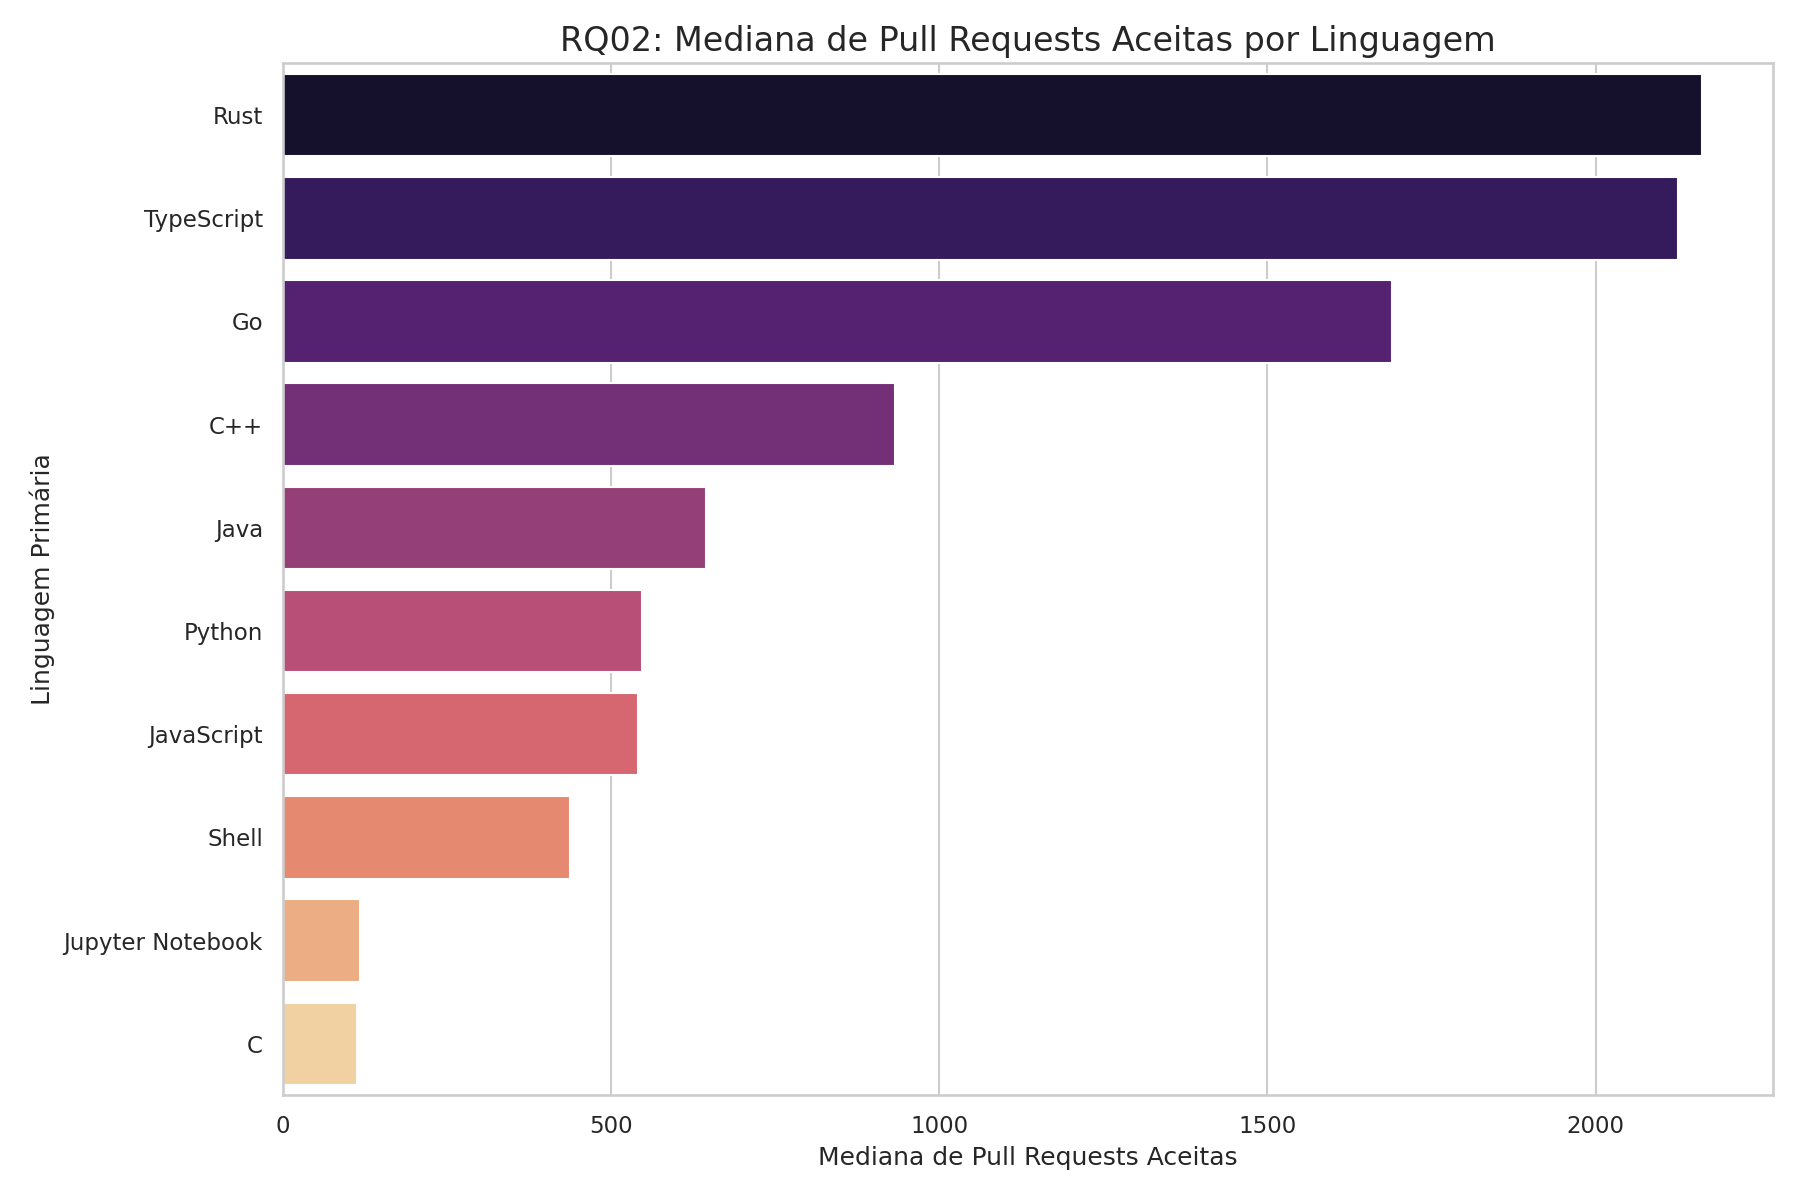 RQ02: Mediana de Pull Requests Aceitas por Linguagem
Linguagem Primária
Rust
TypeScript
Go
C++
Java
Python
JavaScript
Shell
Jupyter Notebook
C
0 500 1000 1500 2000
Mediana de Pull Requests Aceitas